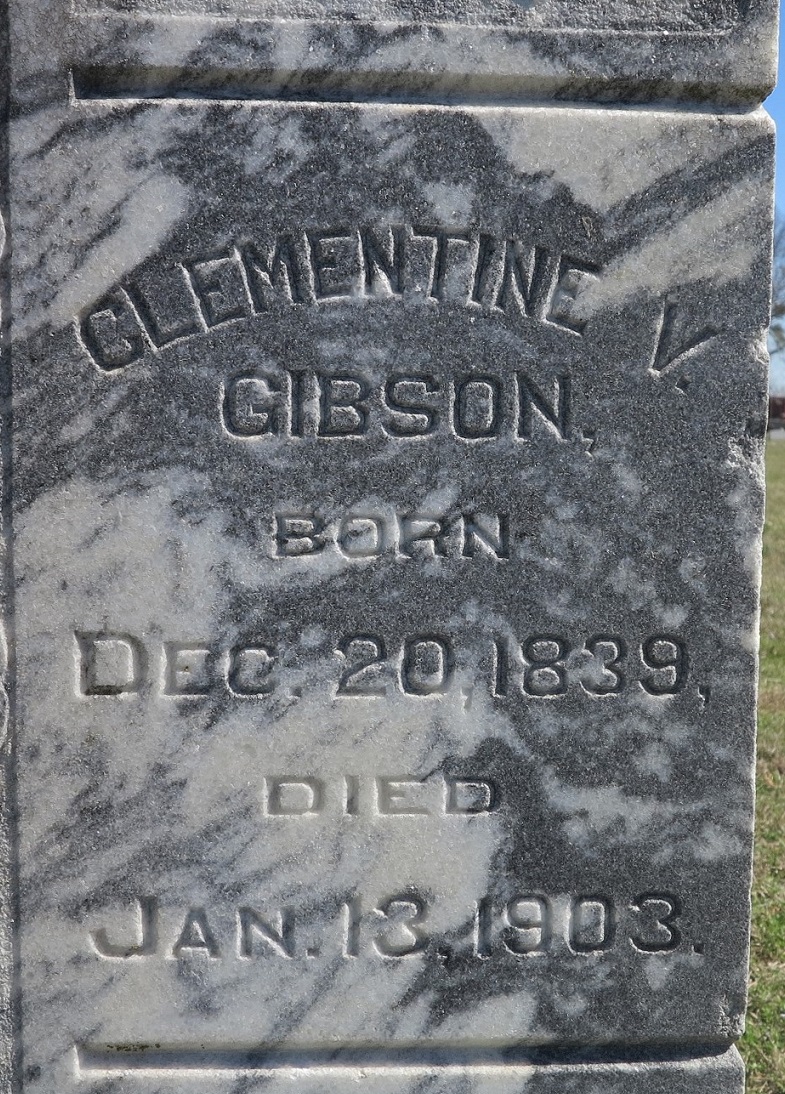 CLEMENTINE V.
GIBSON,
BORN
DEC. 20, 1839,
DIED
JAN. 13, 1903.